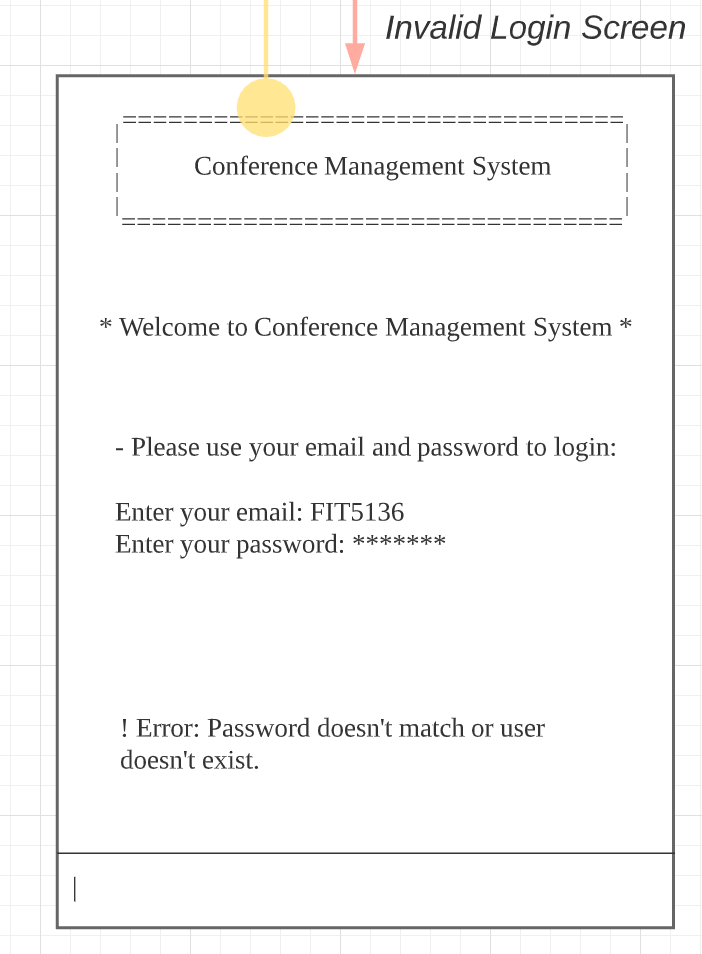 Invalid Login Screen
=================================
|
|
Conference Management System
|
|
=================================
* Welcome to Conference Management System *
- Please use your email and password to login:
Enter your email: FIT5136
Enter your password: *******
! Error: Password doesn't match or user
doesn't exist.
|